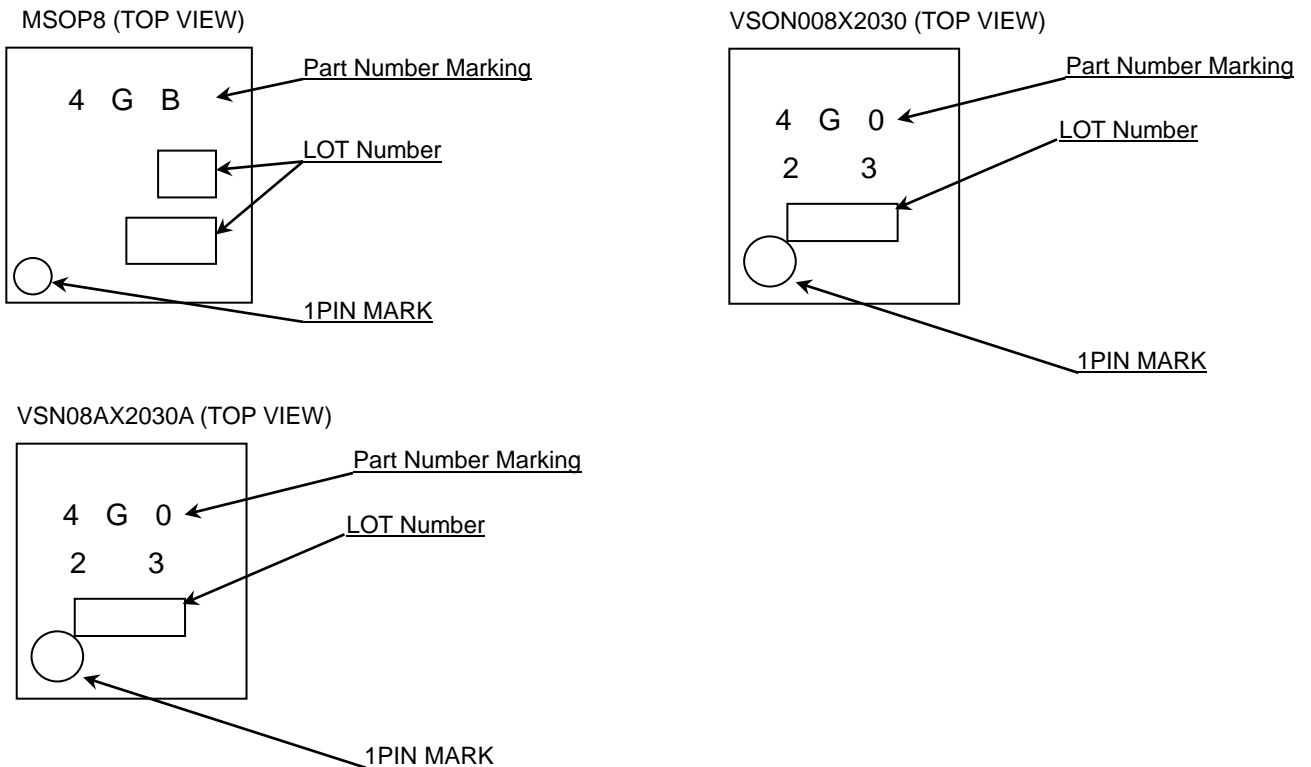 MSOP8 (TOP VIEW)
Part Number Marking
4 G B
LOT Number
1PIN MARK
VSON008X2030 (TOP VIEW)
Part Number Marking
4 G 0
LOT Number
2 3
1PIN MARK
VSN08AX2030A (TOP VIEW)
Part Number Marking
4 G 0
LOT Number
2 3
1PIN MARK